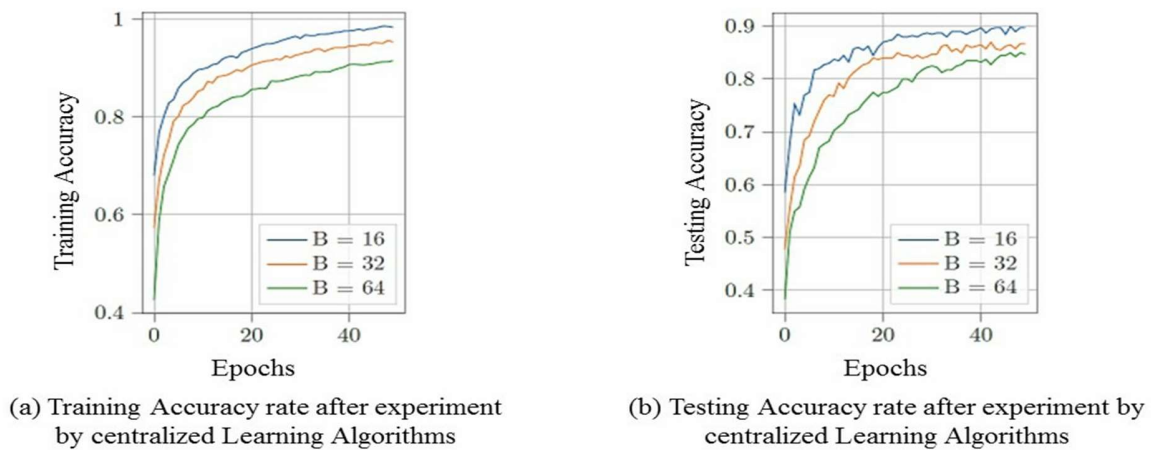 1
0.8
0.6
0.4
Training Accuracy
B = 16
B = 32
B = 64
0
20
40
Epochs
(a) Training Accuracy rate after experiment
by centralized Learning Algorithms
0.9
0.8
0.7
0.6
0.5
0.4
Testing Accuracy
B = 16
B = 32
B = 64
0
20
40
Epochs
(b) Testing Accuracy rate after experiment by
centralized Learning Algorithms